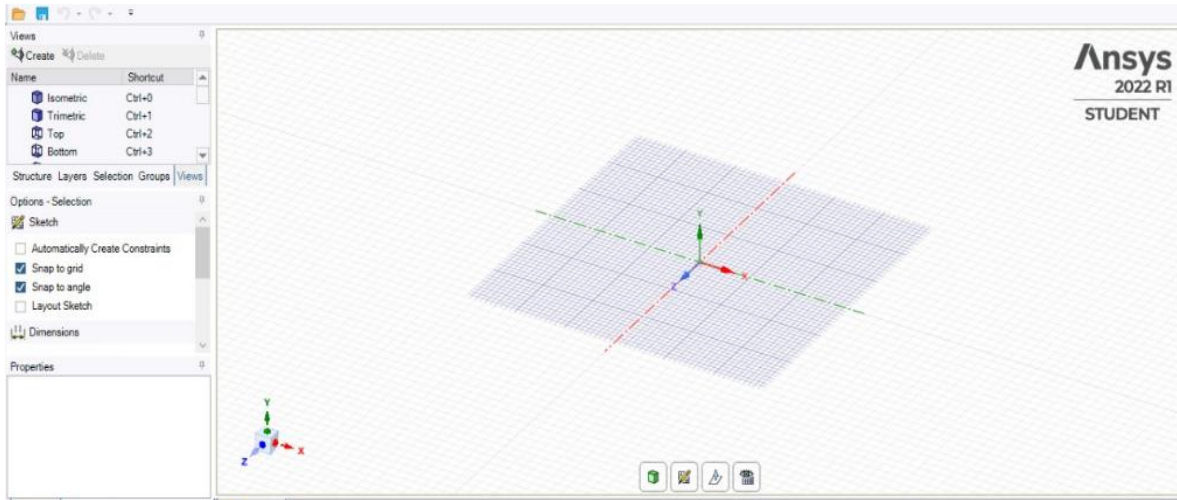 Views
Create Delete
Name Shortcut
Isometric Ctrl+0
Trimetric Ctrl+1
Top Ctrl+2
Bottom Ctrl+3
Structure Layers Selection Groups Views
Options - Selection
Sketch
Automatically Create Constraints
Snap to grid
Snap to angle
Layout Sketch
Dimensions
Properties
Ansys
2022 R1
STUDENT
Y
X
Z
Y
X
Z